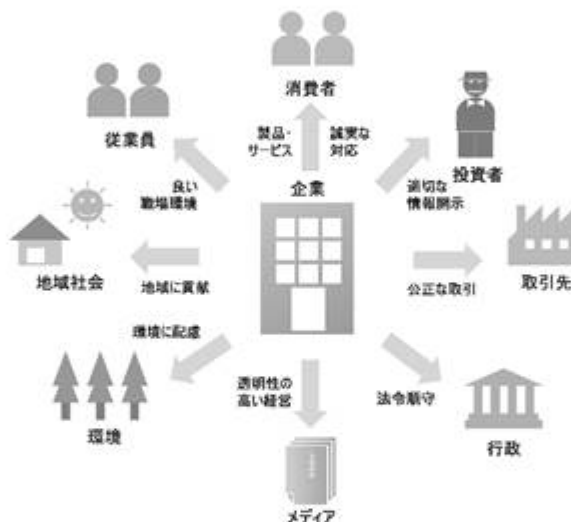 消費者
従業員
製品・
サービス
誠実な
対応
投資者
良い
職場環境
企業
適切な
情報開示
地域社会
地域に貢献
公正な取引
取引先
環境に配慮
透明性の
高い経営
法令順守
環境
行政
メディア